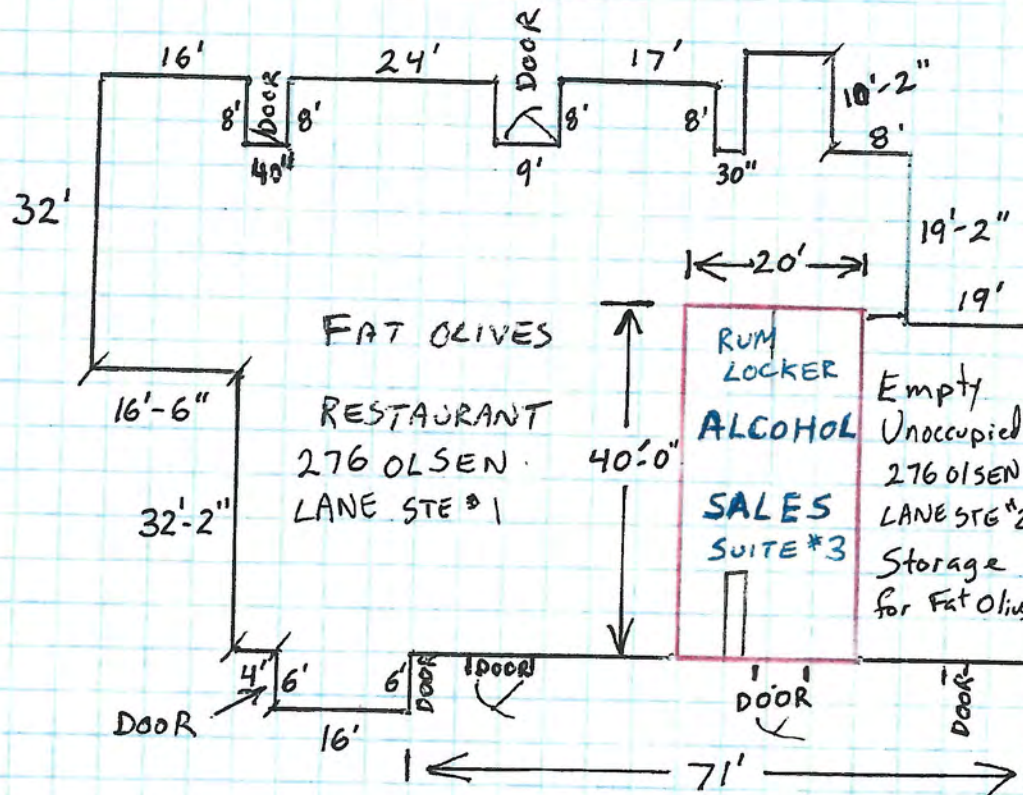 16'
24'
17'
DOOR
DOOR
8'
8'
8'
8'
10'-2"
8'
40"
9'
30"
32'
19'-2"
20'
19'
FAT OLIVES
RESTAURANT
276 OLSEN
LANE STE #1
16'-6"
32'-2"
40'-0"
RUM
LOCKER
ALCOHOL
SALES
SUITE #3
Empty
Unoccupied
276 OlSEN
LANE STE #2
Storage
for Fat Oliv
4'
6'
6'
DOOR
DOOR
DOOR
DOOR
DOOR
16'
71'